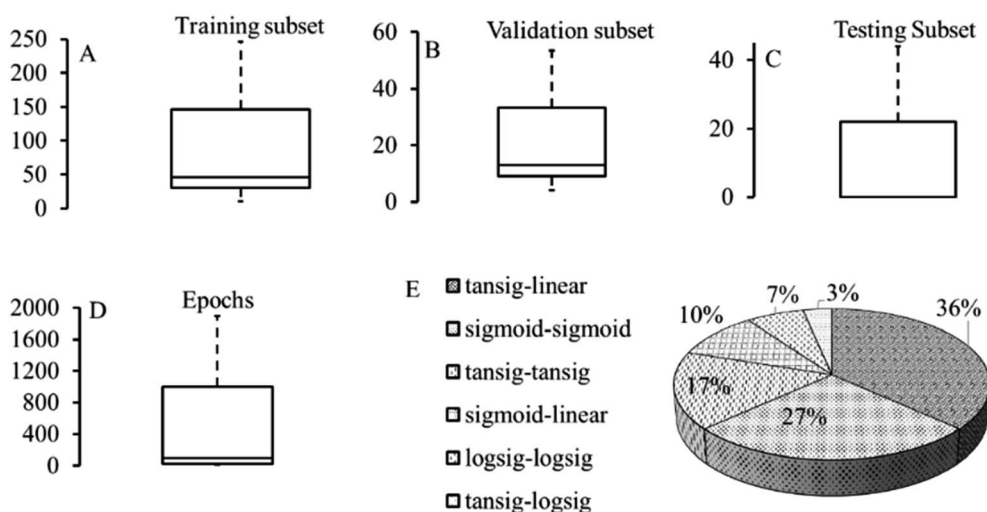 A Training subset
250
200
150
100
50
0
B Validation subset
60
40
20
0
C Testing Subset
40
20
0
D Epochs
2000
1600
1200
800
400
0
E
tansig-linear
sigmoid-sigmoid
tansig-tansig
sigmoid-linear
logsig-logsig
tansig-logsig
36%
27%
17%
10%
7%
3%